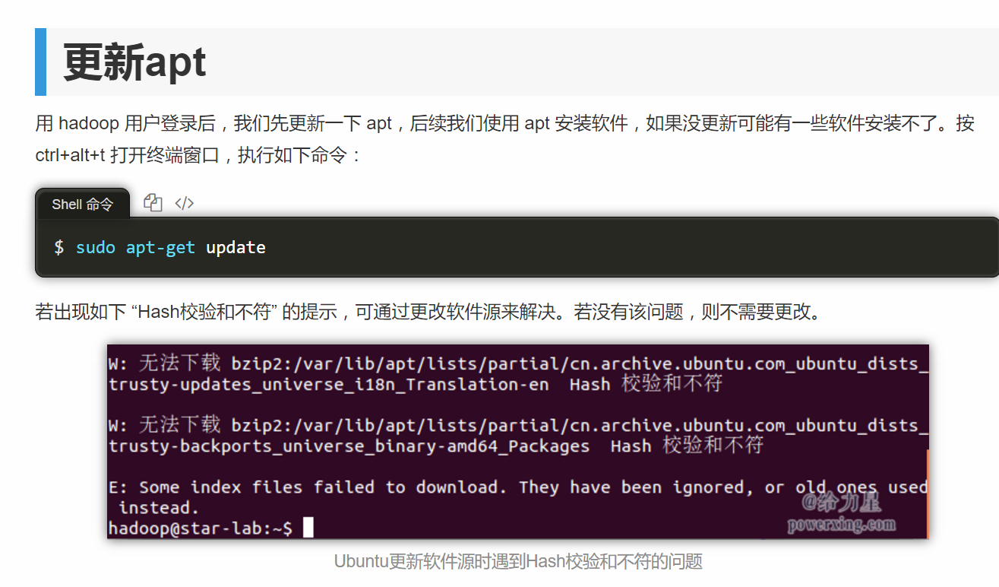 更新apt
用 hadoop 用户登录后，我们先更新一下 apt，后续我们使用 apt 安装软件，如果没更新可能有一些软件安装不了。按
ctrl+alt+t 打开终端窗口，执行如下命令：
Shell 命令 </>
$ sudo apt-get update
若出现如下 “Hash校验和不符” 的提示，可通过更改软件源来解决。若没有该问题，则不需要更改。
W: 无法下载 bzip2:/var/lib/apt/lists/partial/cn.archive.ubuntu.com_ubuntu_dists_
trusty-updates_universe_i18n_Translation-en  Hash 校验和不符
W: 无法下载 bzip2:/var/lib/apt/lists/partial/cn.archive.ubuntu.com_ubuntu_dists_
trusty-backports_universe_binary-amd64_Packages  Hash 校验和不符
E: Some index files failed to download. They have been ignored, or old ones used
instead.
@给力星
hadoop@star-lab:~$
powerxing.com
Ubuntu更新软件源时遇到Hash校验和不符的问题